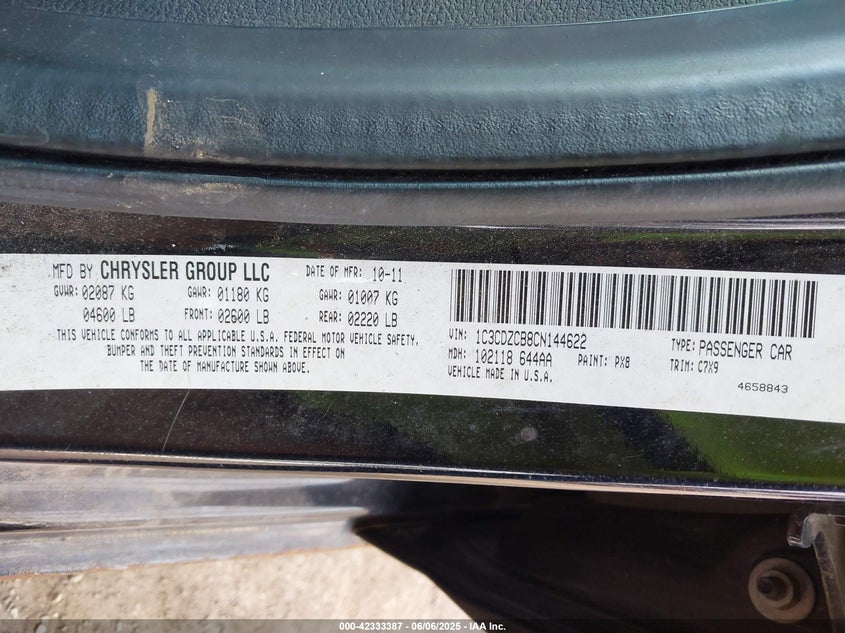 MFD BY CHRYSLER GROUP LLC
DATE OF MFR: 10-11
GVWR: 02087 KG
GAWR: 01180 KG
GAWR: 01007 KG
04600 LB
FRONT: 02600 LB
REAR: 02220 LB
THIS VEHICLE CONFORMS TO ALL APPLICABLE U.S.A. FEDERAL MOTOR VEHICLE SAFETY,
BUMPER AND THEFT PREVENTION STANDARDS IN EFFECT ON
THE DATE OF MANUFACTURE SHOWN ABOVE.
VIN: 1C3CDZCB8CN144622
TYPE: PASSENGER CAR
MDH: 102118 644AA
PAINT: PX8
TRIM: C7X9
VEHICLE MADE IN U.S.A.
4658843
000-42333387 - 06/06/2025 - IAA Inc.